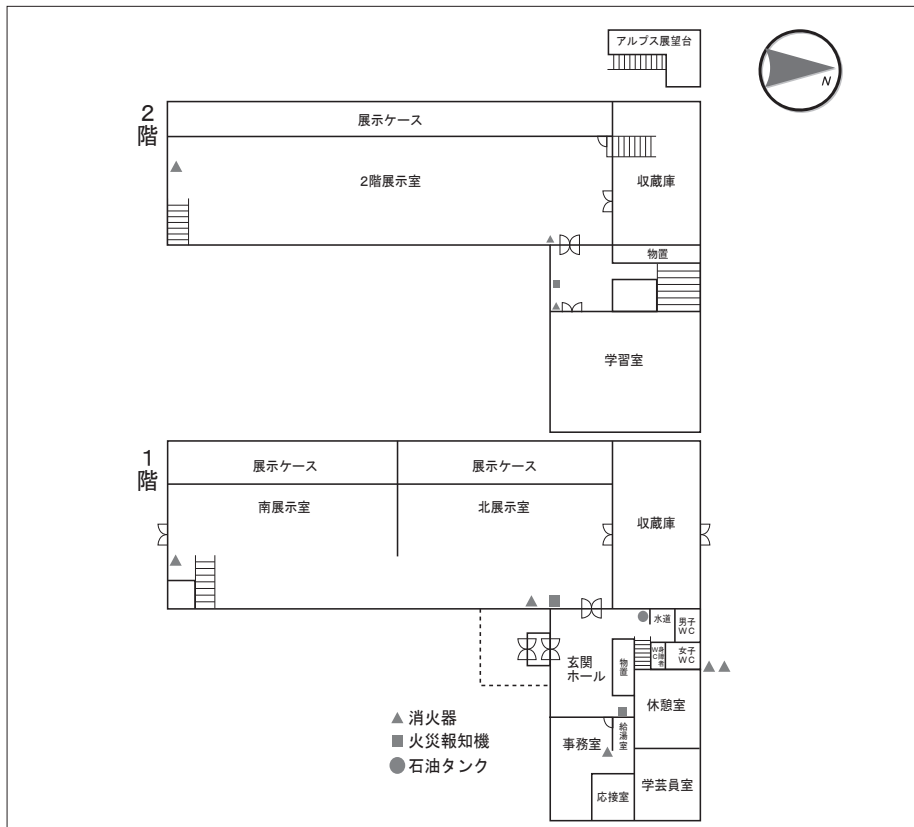 アルプス展望台
N
2
階
展示ケース
2階展示室
収蔵庫
物置
学習室
1
階
展示ケース
展示ケース
南展示室
北展示室
収蔵庫
水道
男子
WC
身障者
WC
女子
WC
玄関
ホール
物置
休憩室
消火器
火災報知機
石油タンク
事務室
給湯室
応接室
学芸員室